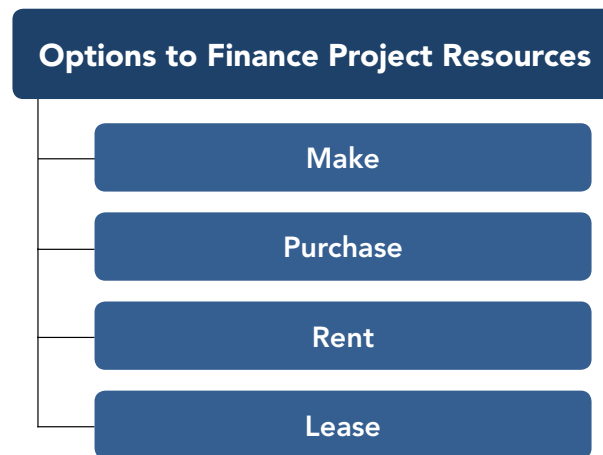 Options to Finance Project Resources
Make
Purchase
Rent
Lease